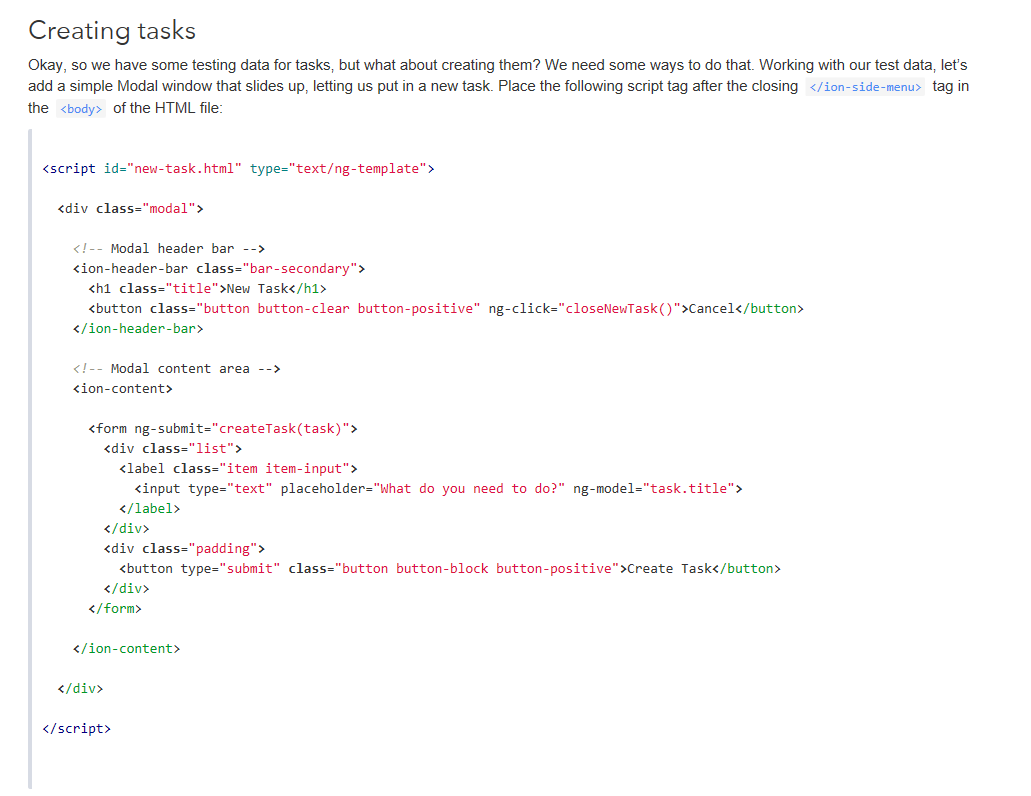 Creating tasks
Okay, so we have some testing data for tasks, but what about creating them? We need some ways to do that. Working with our test data, let's
add a simple Modal window that slides up, letting us put in a new task. Place the following script tag after the closing </ion-side-menu> tag in
the <body> of the HTML file:
<script id="new-task.html" type="text/ng-template">
<div class="modal">
<!-- Modal header bar -->
<ion-header-bar class="bar-secondary">
<h1 class="title">New Task</h1>
<button class="button button-clear button-positive" ng-click="closeNewTask()">Cancel</button>
</ion-header-bar>
<!-- Modal content area -->
<ion-content>
<form ng-submit="createTask(task)">
<div class="list">
<label class="item item-input">
<input type="text" placeholder="What do you need to do?" ng-model="task.title">
</label>
</div>
<div class="padding">
<button type="submit" class="button button-block button-positive">Create Task</button>
</div>
</form>
</ion-content>
</div>
</script>